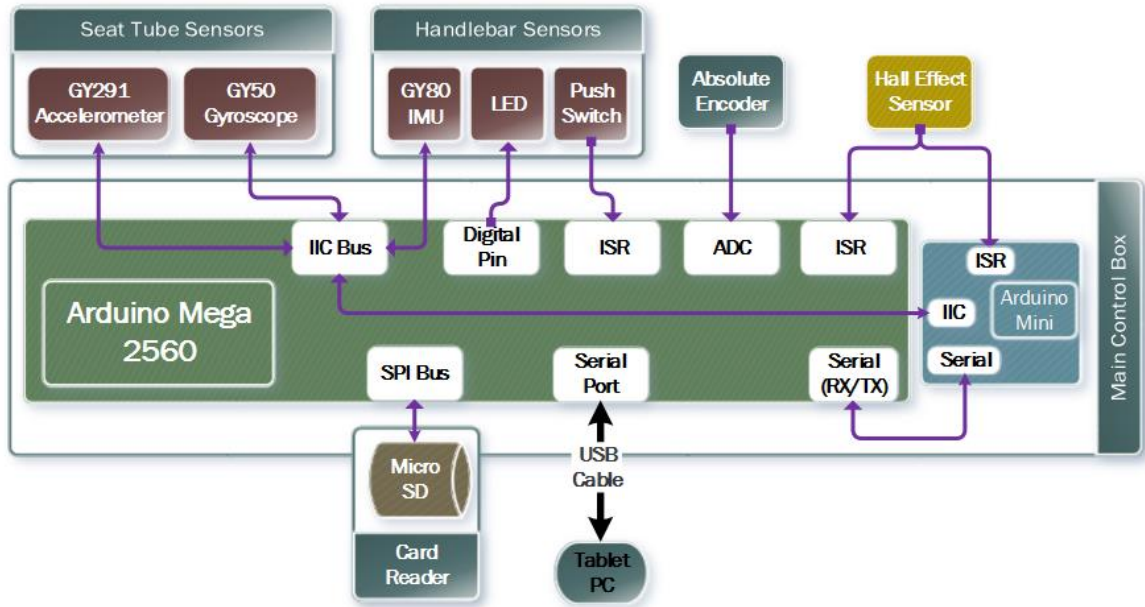 Seat Tube Sensors
GY291
Accelerometer
GY50
Gyroscope
Handlebar Sensors
GY80
IMU
LED
Push
Switch
Absolute
Encoder
Hall Effect
Sensor
Main Control Box
IIC Bus
Digital
Pin
ISR
ADC
ISR
ISR
Arduino Mega
2560
IIC
Arduino
Mini
Serial
SPI Bus
Serial
Port
Serial
(RX/TX)
Micro
SD
USB
Cable
Card
Reader
Tablet
PC